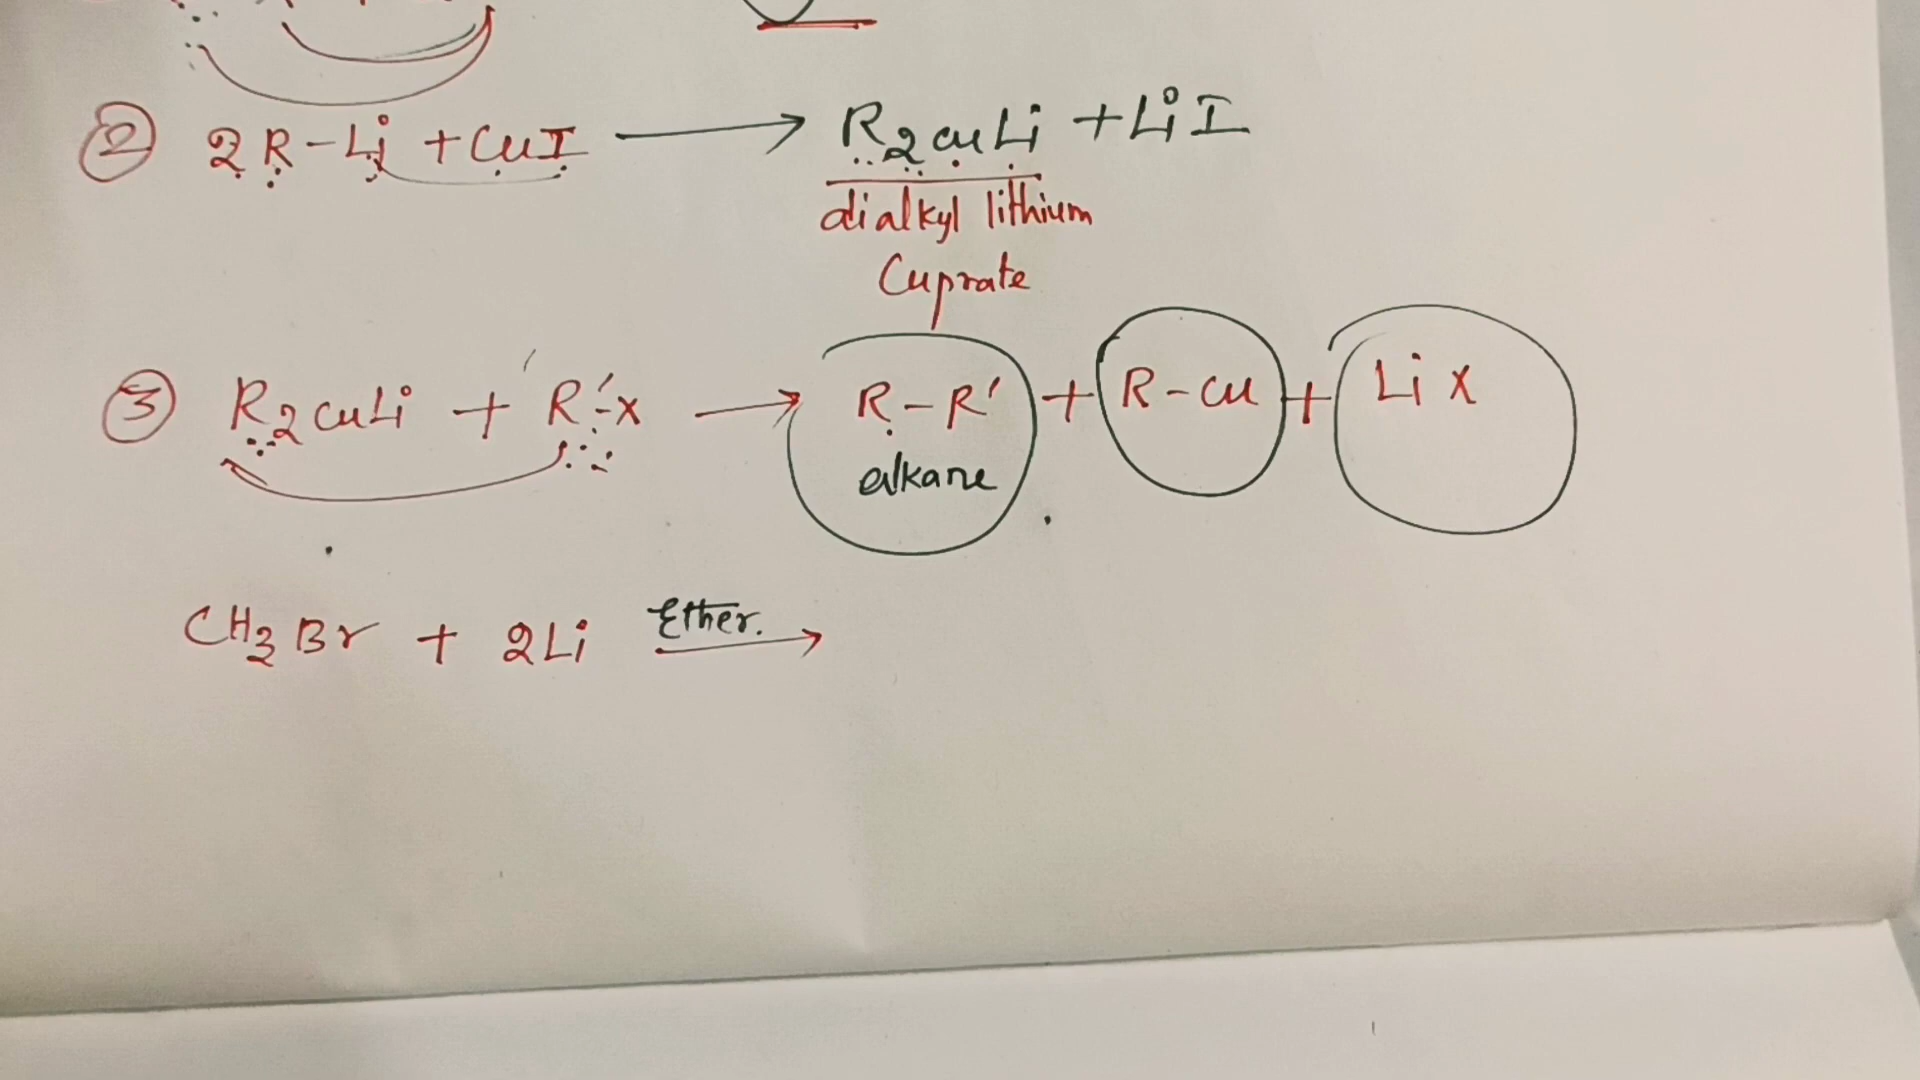 ② 2R-Li + CuI ⟶ R2CuLi + LiI
dialkyl lithium
Cuprate
③ R2CuLi + R'-X ⟶ R-R' + R-Cu + LiX
alkane
CH3Br + 2Li Ether. ⟶